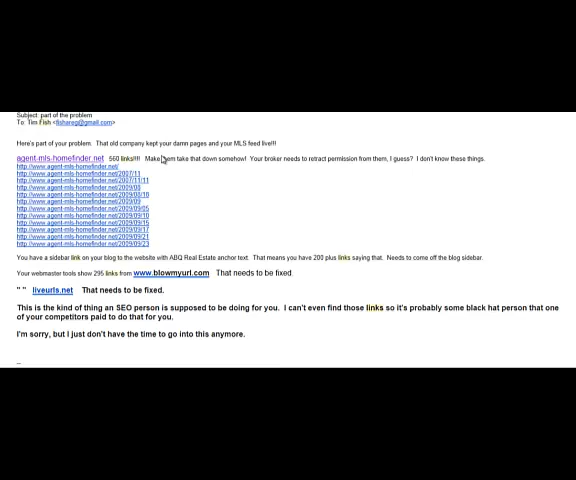 Subject: part of the problem
To: Tim Fish <fishareg@gmail.com>
Here's part of your problem. That old company kept your damn pages and your MLS feed live!!!
agent-mls-homefinder.net 560 links!!!! Make them take that down somehow! Your broker needs to retract permission from them, I guess? I don't know these things.
http://www.agent-mls-homefinder.net/
http://www.agent-mls-homefinder.net/2007/11
http://www.agent-mls-homefinder.net/2007/11/11
http://www.agent-mls-homefinder.net/2009/08
http://www.agent-mls-homefinder.net/2009/08/18
http://www.agent-mls-homefinder.net/2009/09
http://www.agent-mls-homefinder.net/2009/09/05
http://www.agent-mls-homefinder.net/2009/09/10
http://www.agent-mls-homefinder.net/2009/09/15
http://www.agent-mls-homefinder.net/2009/09/17
http://www.agent-mls-homefinder.net/2009/09/21
http://www.agent-mls-homefinder.net/2009/09/23
You have a sidebar link on your blog to the website with ABQ Real Estate anchor text. That means you have 200 plus links saying that. Needs to come off the blog sidebar.
Your webmaster tools show 295 links from www.blowmyurl.com That needs to be fixed
" " liveurls.net That needs to be fixed.
This is the kind of thing an SEO person is supposed to be doing for you. I can't even find those links so it's probably some black hat person that one
of your competitors paid to do that for you.
I'm sorry, but I just don't have the time to go into this anymore.
--